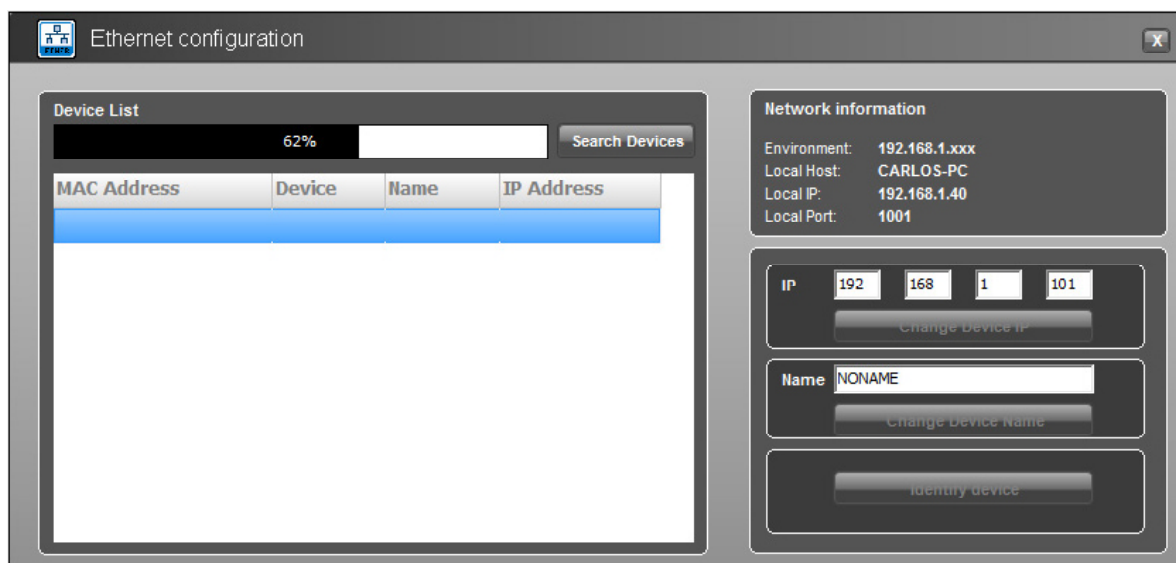 Ethernet configuration
X
Device List
62%
Search Devices
MAC Address Device Name IP Address
Network information
Environment: 192.168.1.xxx
Local Host: CARLOS-PC
Local IP: 192.168.1.40
Local Port: 1001
IP 192 168 1 101
Change Device IP
Name NONAME
Change Device Name
Identify device